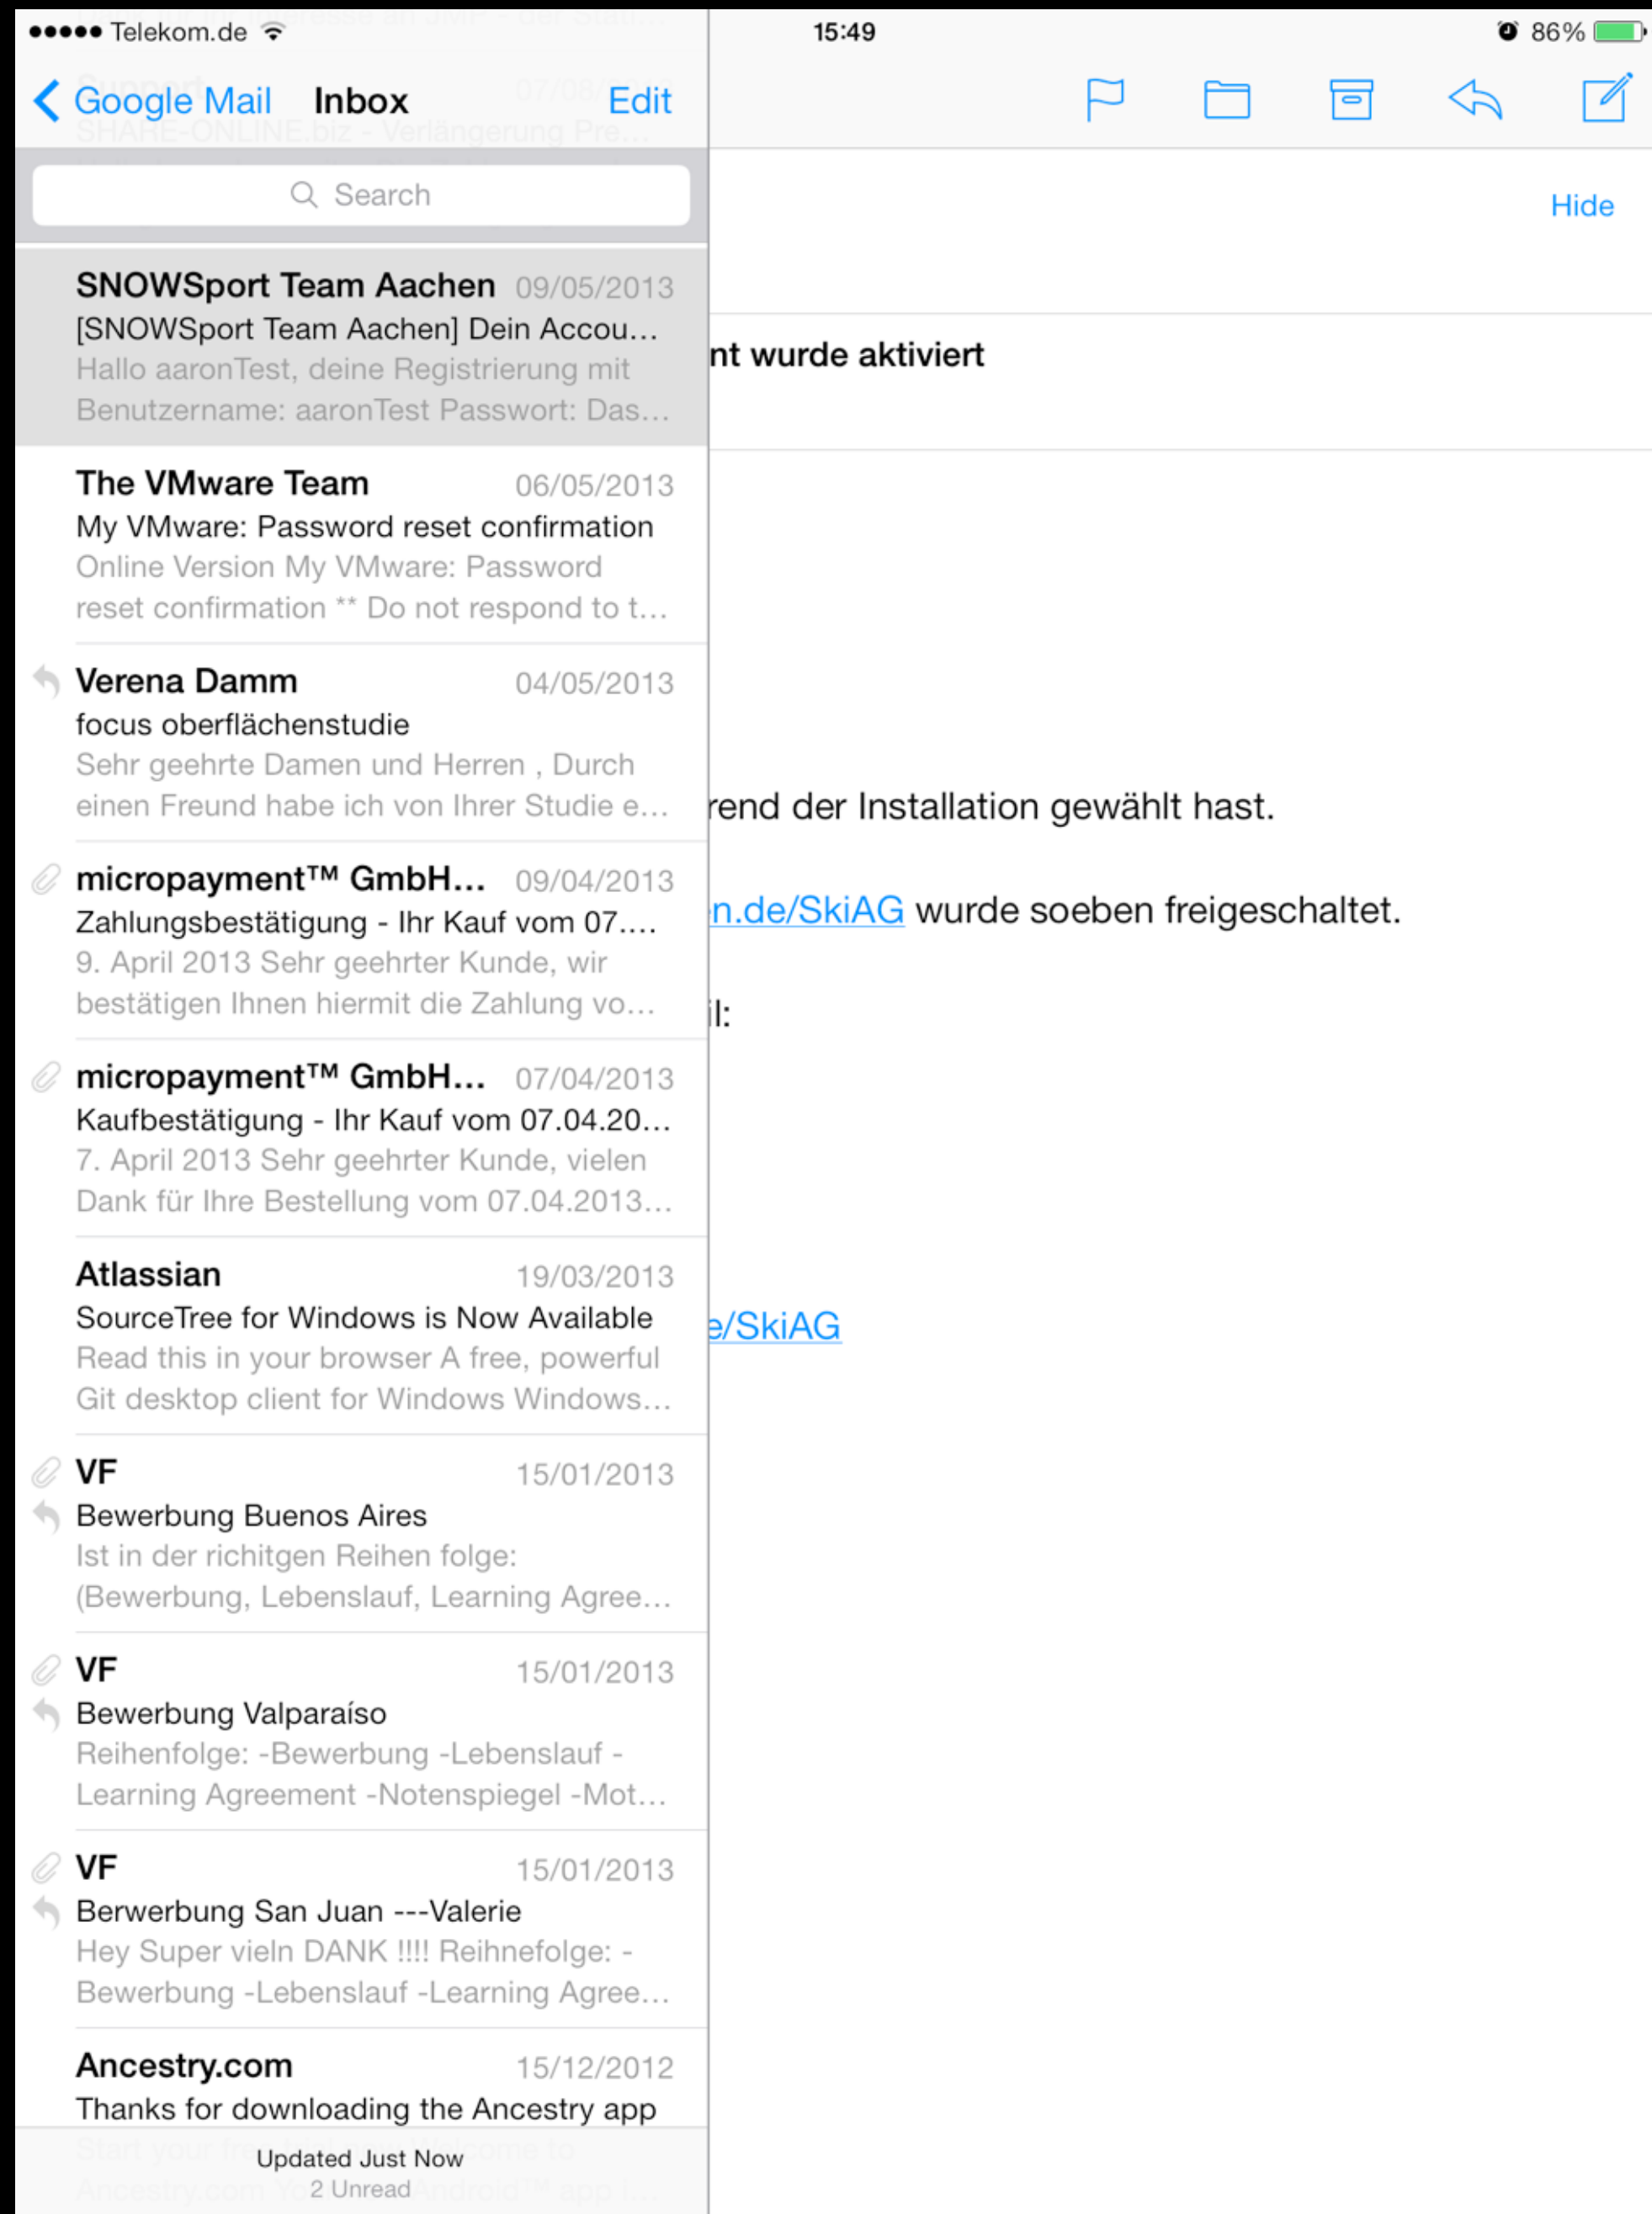 Telekom.de
15:49
86%
Google Mail
Inbox
Edit
Support
07/08/
SHARE-ONLINE.biz - Verlängerung Pre...
Search
Hide
SNOWSport Team Aachen 09/05/2013
[SNOWSport Team Aachen] Dein Accou...
Hallo aaronTest, deine Registrierung mit
Benutzername: aaronTest Passwort: Das...
The VMware Team 06/05/2013
My VMware: Password reset confirmation
Online Version My VMware: Password
reset confirmation ** Do not respond to t...
Verena Damm 04/05/2013
focus oberflächenstudie
Sehr geehrte Damen und Herren , Durch
einen Freund habe ich von Ihrer Studie e...
micropayment™ GmbH... 09/04/2013
Zahlungsbestätigung - Ihr Kauf vom 07....
9. April 2013 Sehr geehrter Kunde, wir
bestätigen Ihnen hiermit die Zahlung vo...
micropayment™ GmbH... 07/04/2013
Kaufbestätigung - Ihr Kauf vom 07.04.20...
7. April 2013 Sehr geehrter Kunde, vielen
Dank für Ihre Bestellung vom 07.04.2013...
Atlassian 19/03/2013
SourceTree for Windows is Now Available
Read this in your browser A free, powerful
Git desktop client for Windows Windows...
VF 15/01/2013
Bewerbung Buenos Aires
Ist in der richitgen Reihen folge:
(Bewerbung, Lebenslauf, Learning Agree...
VF 15/01/2013
Bewerbung Valparaíso
Reihenfolge: -Bewerbung -Lebenslauf -
Learning Agreement -Notenspiegel -Mot...
VF 15/01/2013
Berwerbung San Juan ---Valerie
Hey Super vieln DANK !!!! Reihnefolge: -
Bewerbung -Lebenslauf -Learning Agree...
Ancestry.com 15/12/2012
Thanks for downloading the Ancestry app
Updated Just Now
2 Unread
nt wurde aktiviert
rend der Installation gewählt hast.
n.de/SkiAG wurde soeben freigeschaltet.
il:
e/SkiAG